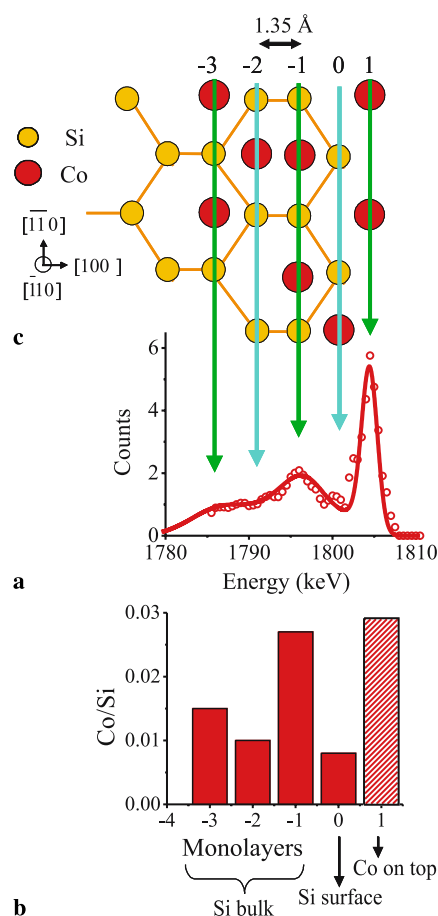 1.35 Å
-3 -2 -1 0 1
Si
Co
[1̅1̅0]
[100]
[1̅10]
c
6
4
2
0
Counts
1780 1790 1800 1810
Energy (keV)
a
0.03
0.02
0.01
0.00
Co/Si
-4 -3 -2 -1 0 1
Monolayers
Co on top
Si bulk
Si surface
b